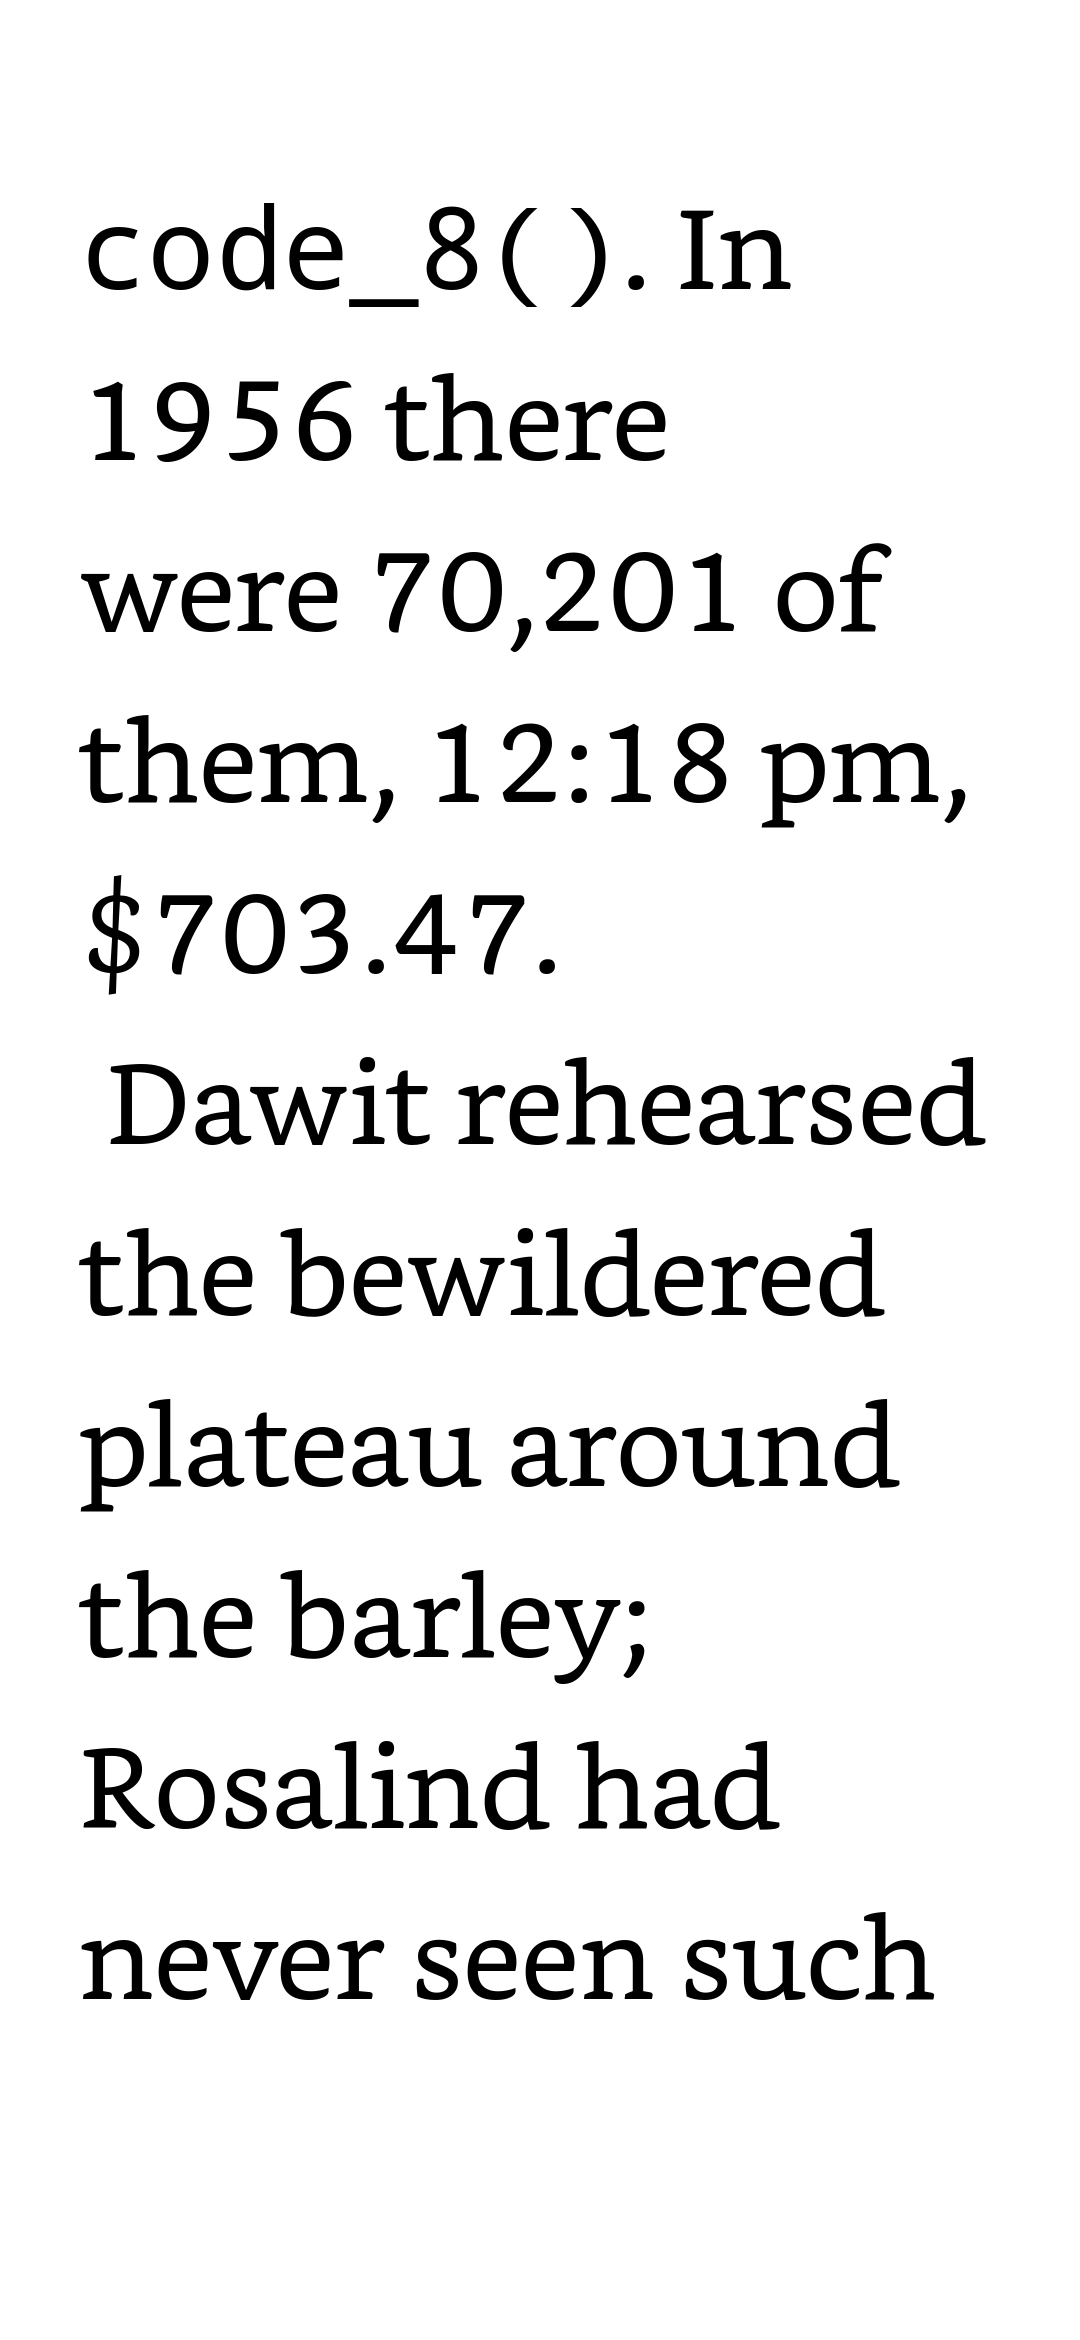 code_8(). In
1956 there
were 70,201 of
them, 12:18 pm,
$703.47.
Dawit rehearsed
the bewildered
plateau around
the barley;
Rosalind had
never seen such